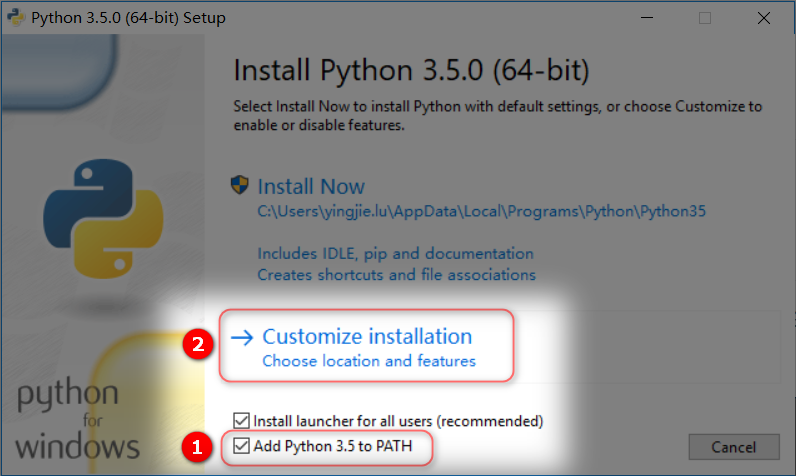 Python 3.5.0 (64-bit) Setup
Install Python 3.5.0 (64-bit)
Select Install Now to install Python with default settings, or choose Customize to
enable or disable features.
Install Now
C:\Users\yingjie.lu\AppData\Local\Programs\Python\Python35
Includes IDLE, pip and documentation
Creates shortcuts and file associations
2
Customize installation
Choose location and features
Install launcher for all users (recommended)
1
Add Python 3.5 to PATH
Cancel
python
for
windows